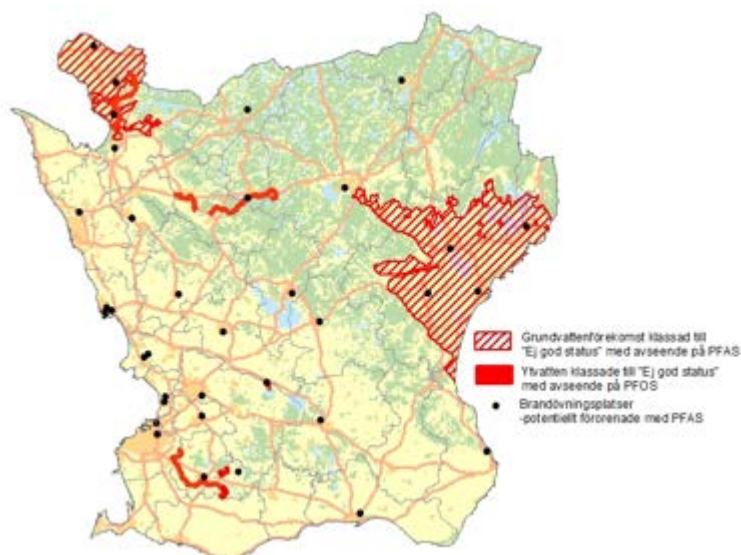 Grundvattenförekomst klassad till
"Ej god status" med avseende på PFAS
Ytvatten klassade till "Ej god status"
med avseende på PFOS
Brandövningsplatser
-potentiellt förorenade med PFAS